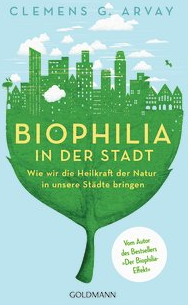 CLEMENS G. ARVAY
BIOPHILIA
IN DER STADT
Wie wir die Heilkraft der Natur
in unsere Städte bringen
Vom Autor
des Bestsellers
»Der Biophilia-
Effekt«
GOLDMANN